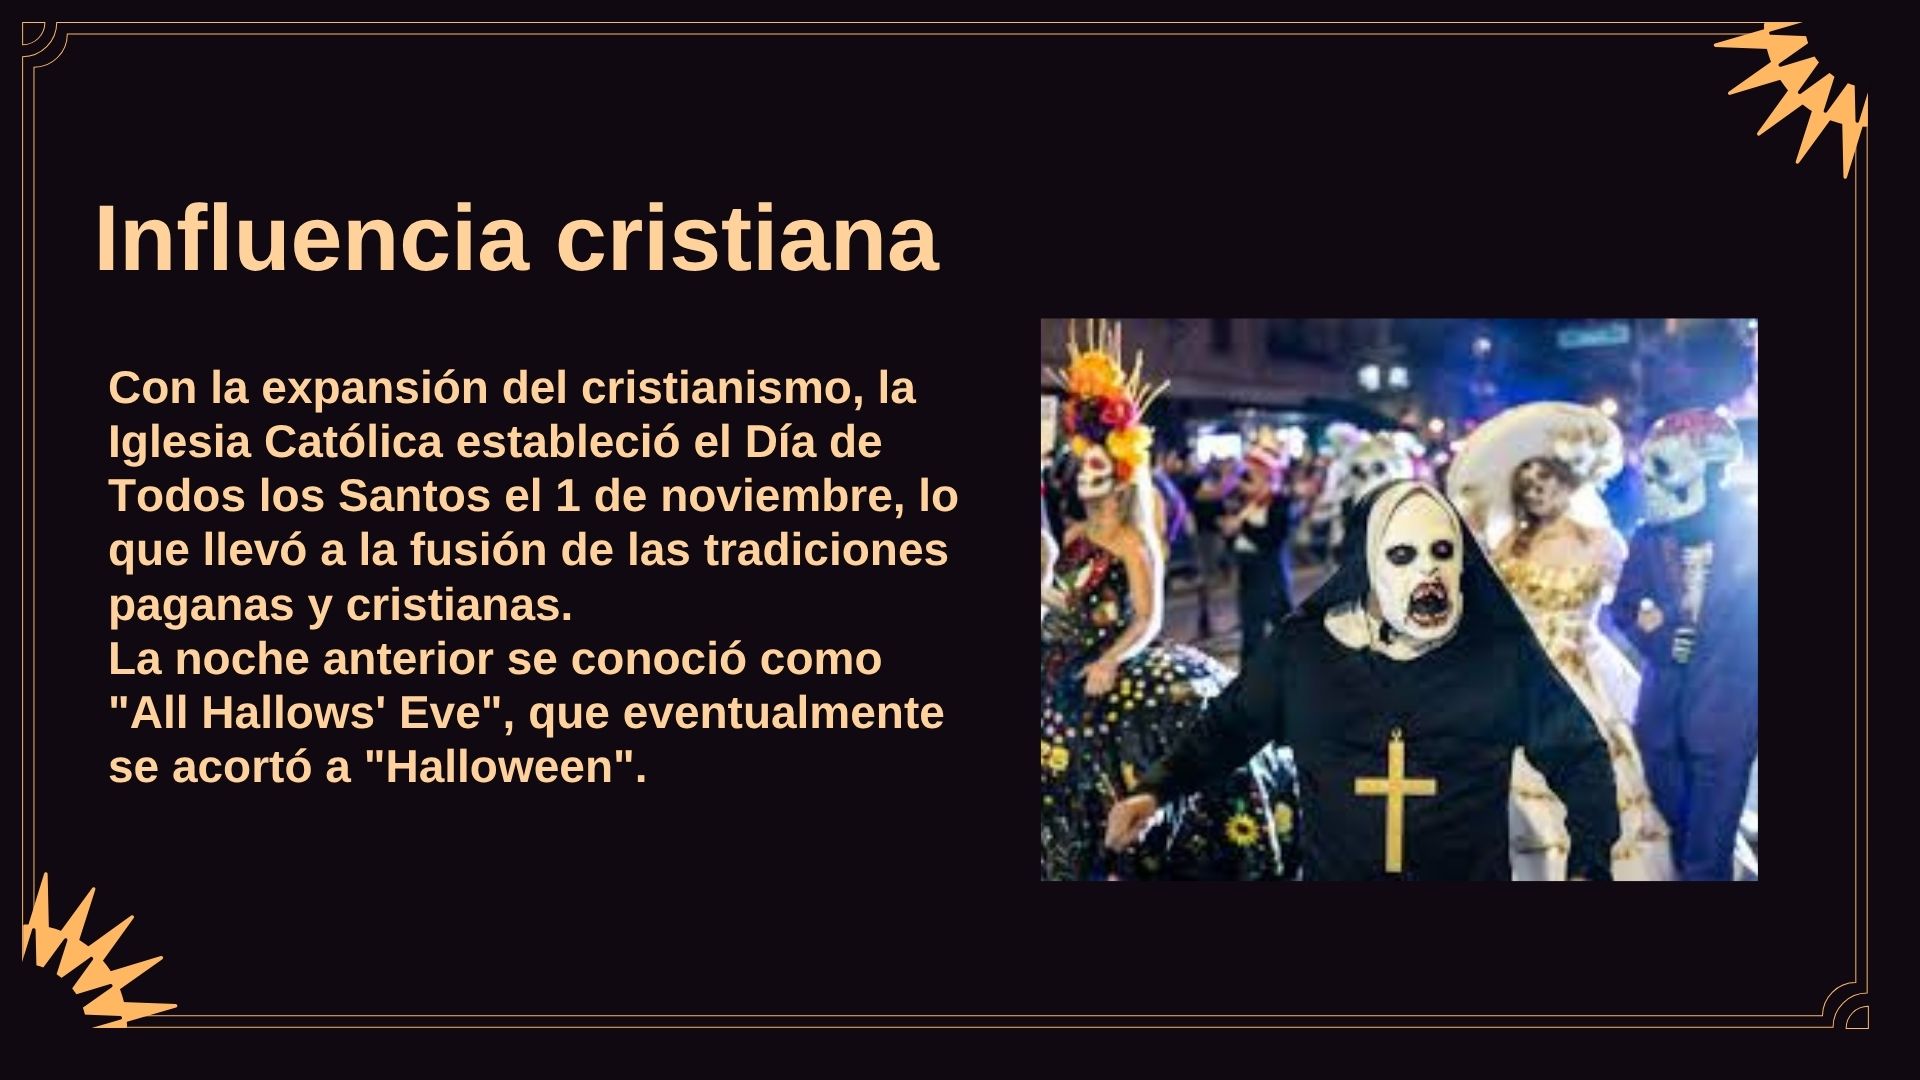 Influencia cristiana
Con la expansión del cristianismo, la
Iglesia Católica estableció el Día de
Todos los Santos el 1 de noviembre, lo
que llevó a la fusión de las tradiciones
paganas y cristianas.
La noche anterior se conoció como
"All Hallows' Eve", que eventualmente
se acortó a "Halloween".